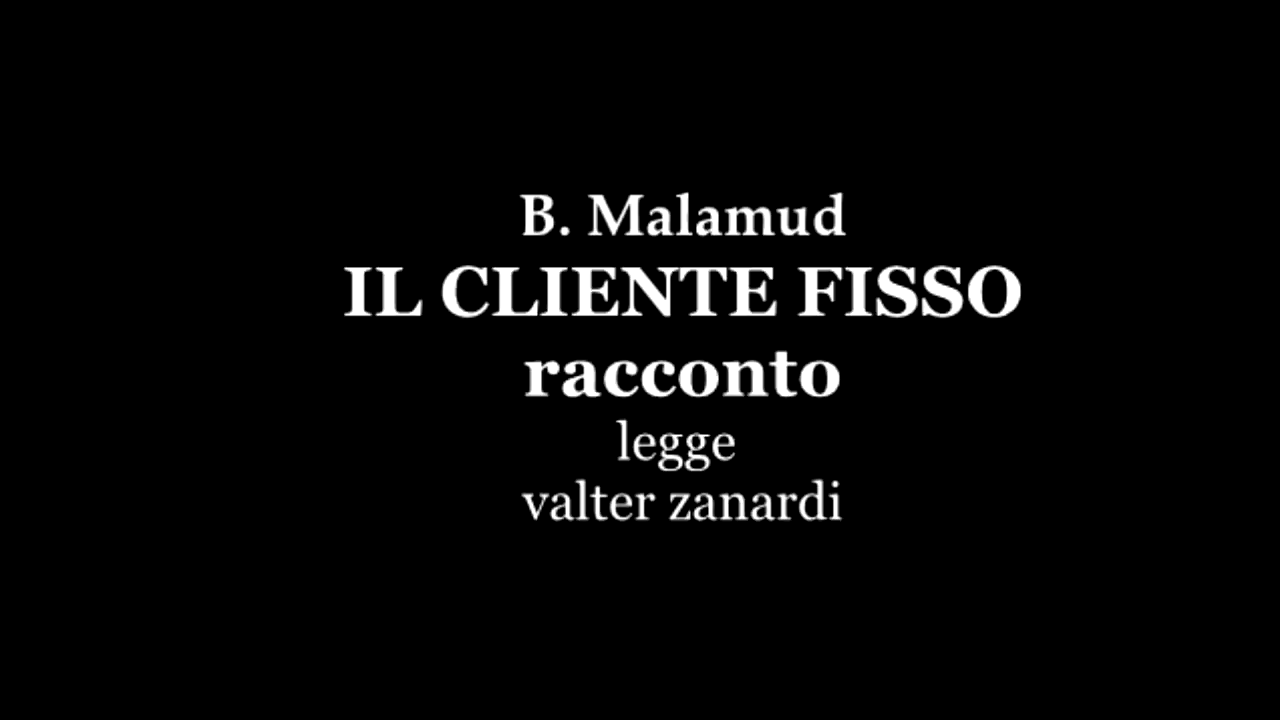 B. Malamud
IL CLIENTE FISSO
racconto
legge
valter zanardi